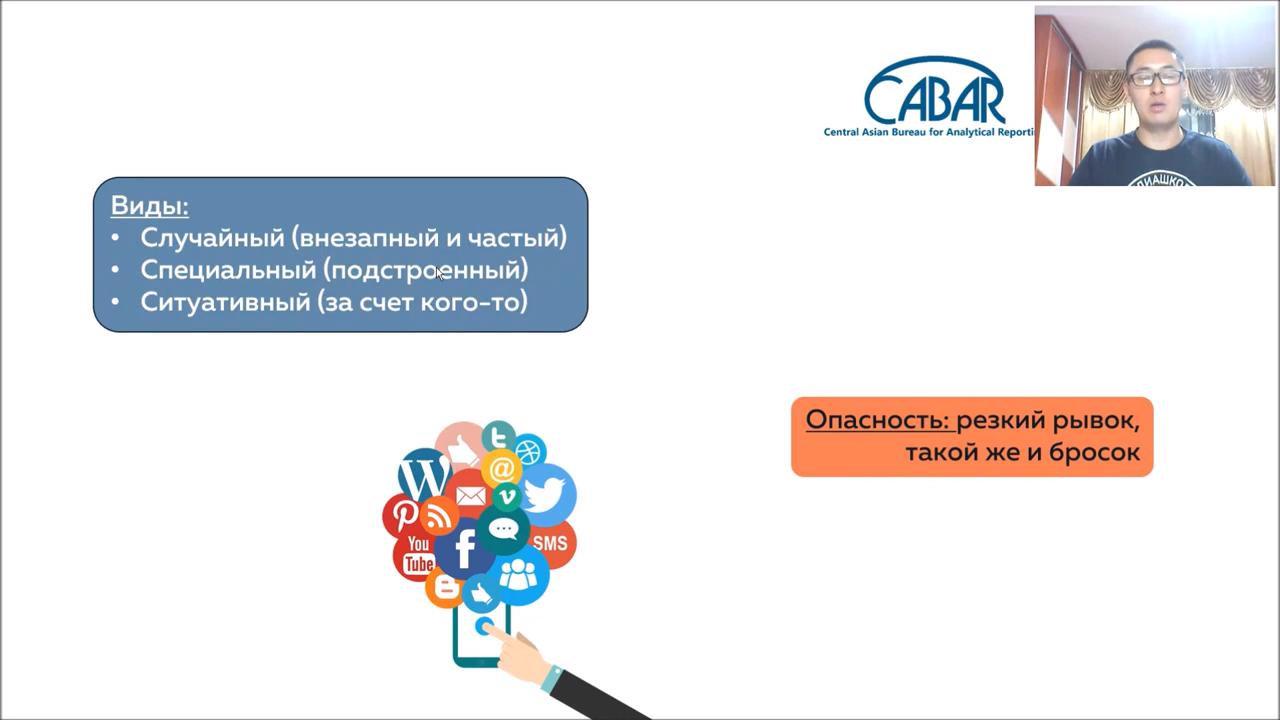 CABAR
Central Asian Bureau for Analytical
Виды:
• Случайный (внезапный и частый)
• Специальный (подстроенный)
• Ситуативный (за счет кого-то)
Опасность: резкий рывок,
такой же и бросок
You
Tube
SMS